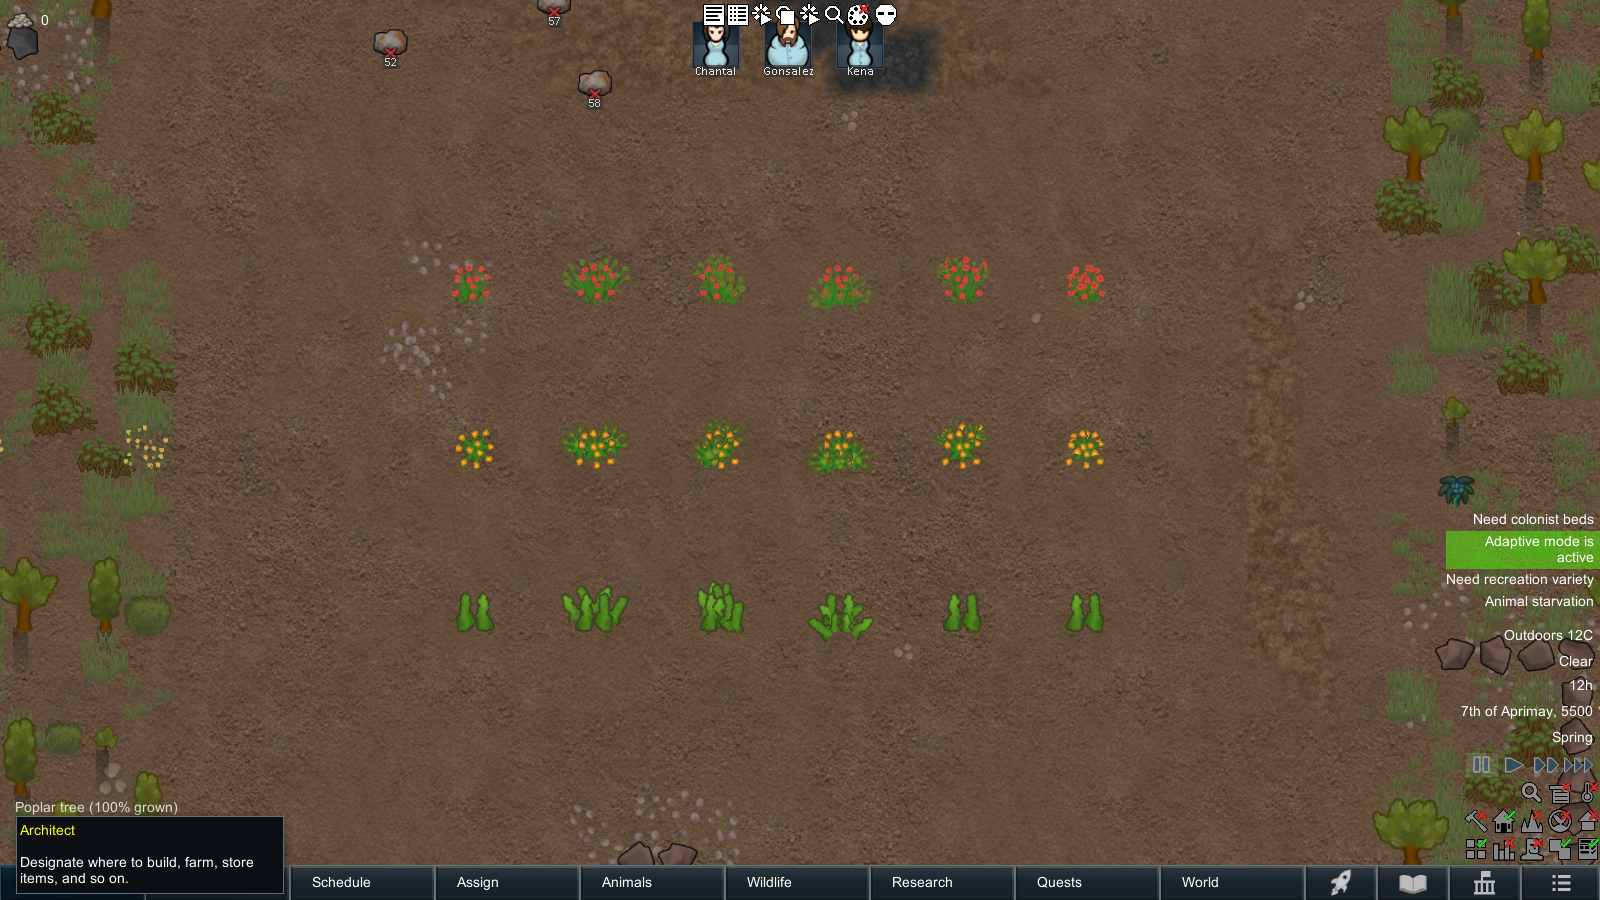 0
57
52
58
Chantal
Gonsalez
Kena
Need colonist beds
Adaptive mode is
active
Need recreation variety
Animal starvation
Outdoors 12C
Clear
12h
7th of Aprimay, 5500
Spring
Poplar tree (100% grown)
Architect
Designate where to build, farm, store
items, and so on.
Schedule
Assign
Animals
Wildlife
Research
Quests
World